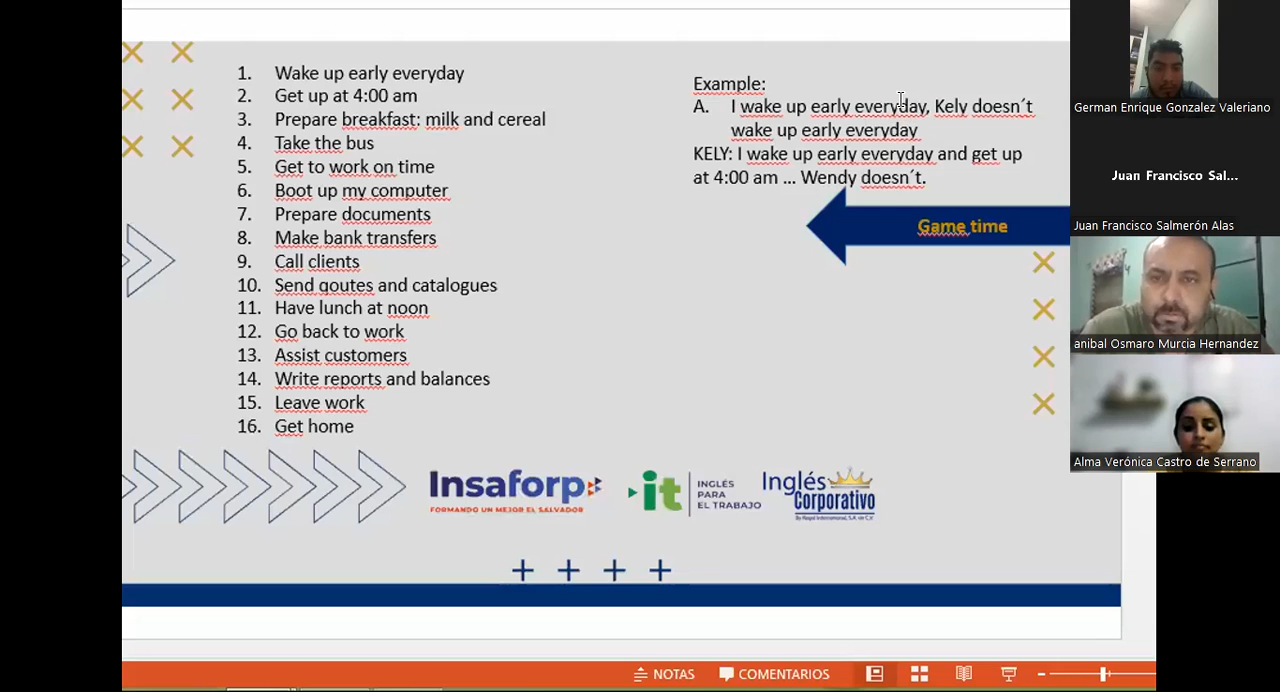 1. Wake up early everyday
2. Get up at 4:00 am
3. Prepare breakfast: milk and cereal
4. Take the bus
5. Get to work on time
6. Boot up my computer
7. Prepare documents
8. Make bank transfers
9. Call clients
10. Send qoutes and catalogues
11. Have lunch at noon
12. Go back to work
13. Assist customers
14. Write reports and balances
15. Leave work
16. Get home
Example:
A. I wake up early everyday, Kely doesn´t
wake up early everyday
KELY: I wake up early everyday and get up
at 4:00 am ... Wendy doesn´t.
Game time
Insaforp
FORMANDO UN MEJOR EL SALVADOR
it
INGLÉS
PARA
EL TRABAJO
Inglés
Corporativo
By Royal International, S.A. de C.V.
German Enrique Gonzalez Valeriano
Juan Francisco Sal...
Juan Francisco Salmerón Alas
anibal Osmaro Murcia Hernandez
Alma Verónica Castro de Serrano
NOTAS
COMENTARIOS